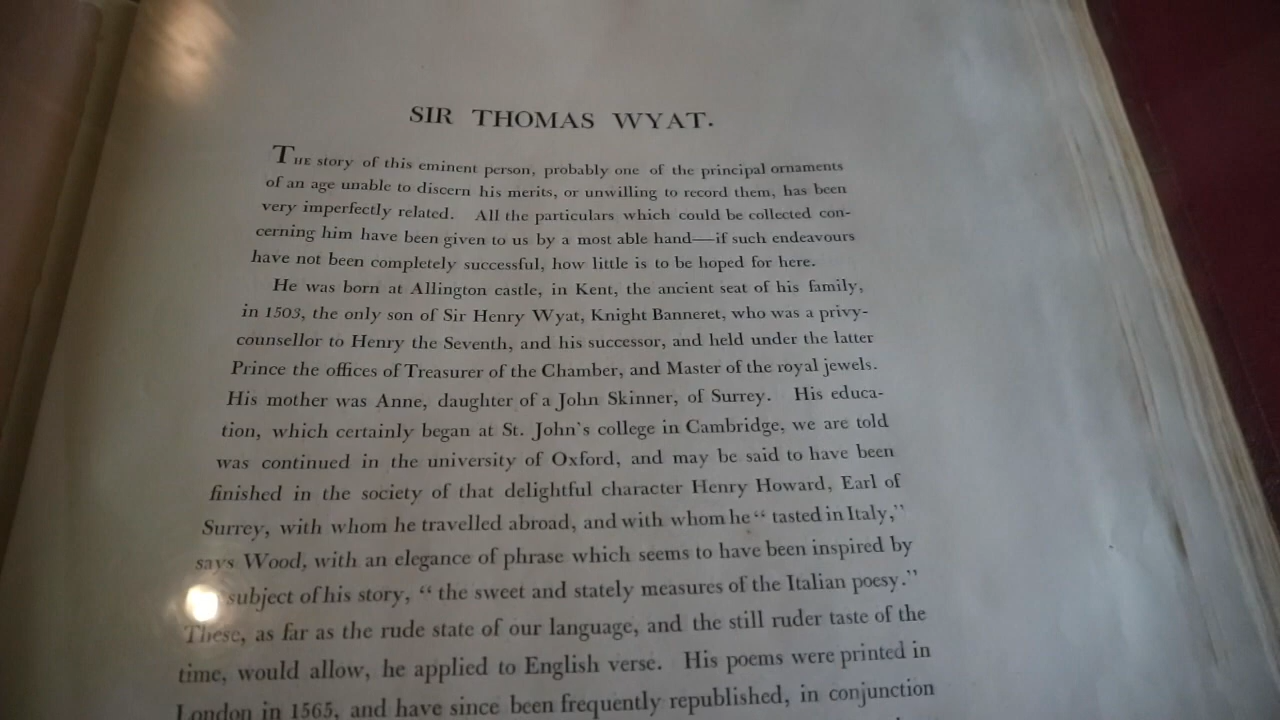 SIR THOMAS WYAT.
THE story of this eminent person, probably one of the principal ornaments
of an age unable to discern his merits, or unwilling to record them, has been
very imperfectly related. All the particulars which could be collected con-
cerning him have been given to us by a most able hand—if such endeavours
have not been completely successful, how little is to be hoped for here.
He was born at Allington castle, in Kent, the ancient seat of his family,
in 1503, the only son of Sir Henry Wyat, Knight Banneret, who was a privy-
counsellor to Henry the Seventh, and his successor, and held under the latter
Prince the offices of Treasurer of the Chamber, and Master of the royal jewels.
His mother was Anne, daughter of a John Skinner, of Surrey. His educa-
tion, which certainly began at St. John's college in Cambridge, we are told
was continued in the university of Oxford, and may be said to have been
finished in the society of that delightful character Henry Howard, Earl of
Surrey, with whom he travelled abroad, and with whom he “ tasted in Italy,”
says Wood, with an elegance of phrase which seems to have been inspired by
subject of his story, “ the sweet and stately measures of the Italian poesy.”
These, as far as the rude state of our language, and the still ruder taste of the
time, would allow, he applied to English verse. His poems were printed in
London in 1565, and have since been frequently republished, in conjunction